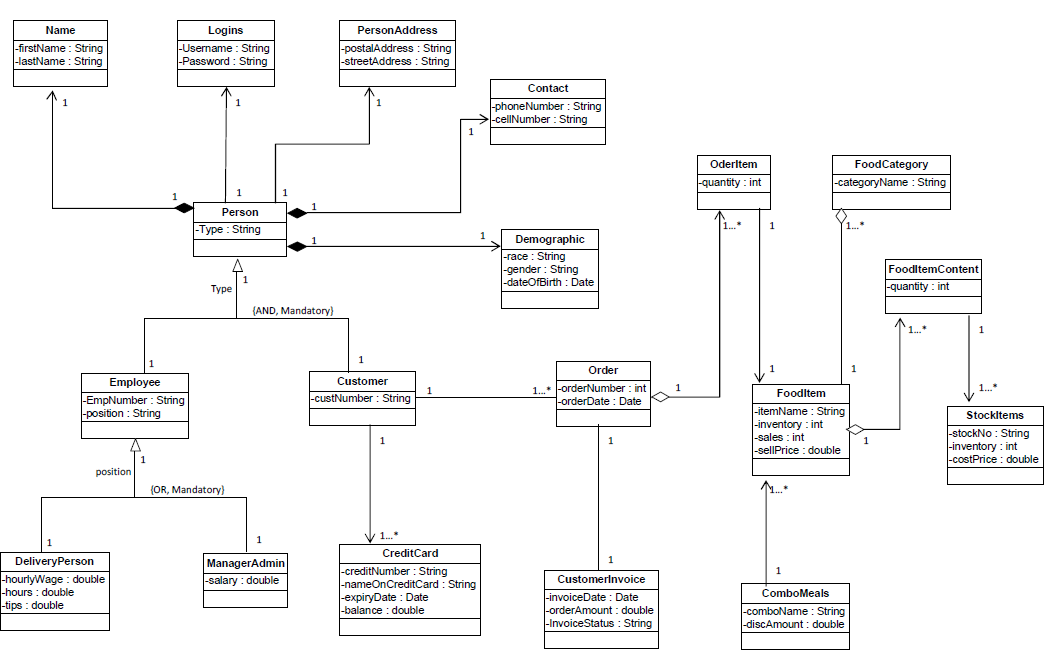 Name
-firstName : String
-lastName : String
Logins
-Username : String
-Password : String
PersonAddress
-postalAddress : String
-streetAddress : String
Contact
-phoneNumber : String
-cellNumber : String
1
1
1
1
OderItem
-quantity : int
FoodCategory
-categoryName : String
1
1
1
1
Person
-Type : String
1...*
1
1...*
1
1
Demographic
-race : String
-gender : String
-dateOfBirth : Date
FoodItemContent
-quantity : int
1
Type
{AND, Mandatory}
1...*
1
1
1
1
1
Employee
-EmpNumber : String
-position : String
Customer
-custNumber : String
1
1...*
Order
-orderNumber : int
-orderDate : Date
1
FoodItem
-itemName : String
-inventory : int
-sales : int
-sellPrice : double
1
1...*
StockItems
-stockNo : String
-inventory : int
-costPrice : double
1
position
{OR, Mandatory}
1
1
1...*
1
1
1...*
1
1
DeliveryPerson
-hourlyWage : double
-hours : double
-tips : double
ManagerAdmin
-salary : double
CreditCard
-creditNumber : String
-nameOnCreditCard : String
-expiryDate : Date
-balance : double
CustomerInvoice
-invoiceDate : Date
-orderAmount : double
-InvoiceStatus : String
ComboMeals
-comboName : String
-discAmount : double